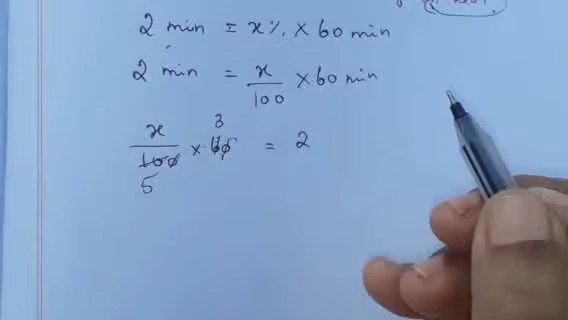 2 min = x% × 60 min
2 min = x/100 × 60 min
3
x/100 × 60 = 2
5